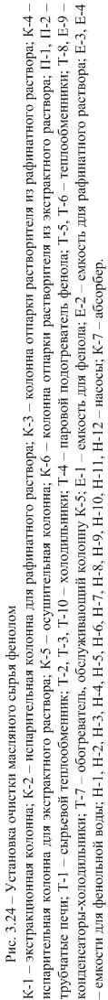 Рис. 3.24 – Установка очистки масляного сырья фенолом
К-1 – экстракционная колонна; К-2 – испарительная колонна для рафинатного раствора; К-3 – колонна отпарки растворителя из рафинатного раствора; К-4 –
испарительная колонна для экстрактного раствора; К-5 – осушительная колонна; К-6 – колонна отпарки растворителя из экстрактного раствора; П-1, П-2 –
трубчатые печи; Т-1 – сырьевой теплообменник; Т-2, Т-3, Т-10 – холодильники; Т-4 – паровой подогреватель фенола; Т-5, Т-6 – теплообменники; Т-8, Е-9 –
конденсаторы-холодильники; Т-7 – обогреватель, обслуживающий колонну К-5; Е-1 – емкость для фенола; Е-2 – емкость для рафинатного раствора; Е-3, Е-4
– емкости для фенольной воды; Н-1, Н-2, Н-3, Н-4, Н-5, Н-6, Н-7, Н-8, Н-9, Н-10, Н-11, Н-12 – насосы; К-7 – абсорбер.